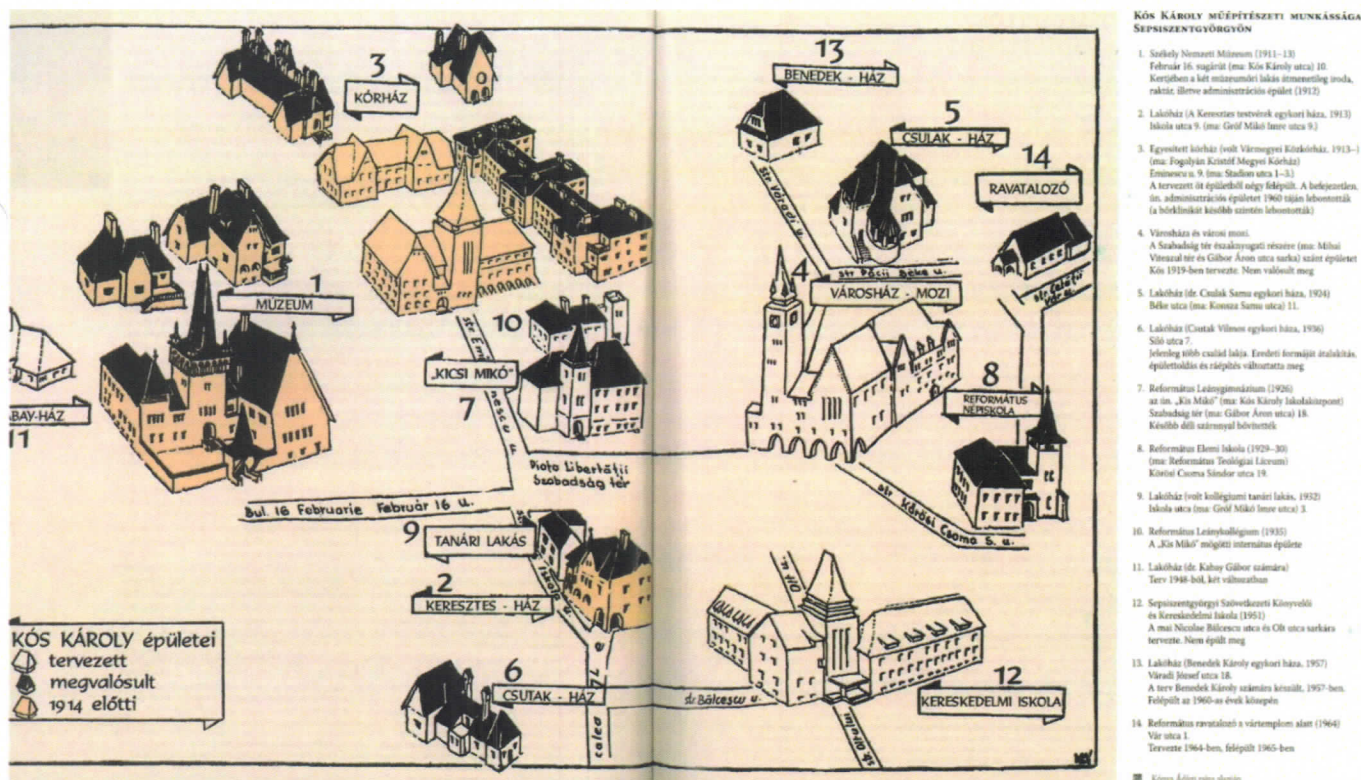 3
KÓRHÁZ
1
MÚZEUM
BAY-HÁZ
11
10
„KICSI MIKÓ”
7
str. Eminescu u.
Piața Libertății
Szabadság tér
Bul. 16 Februarie Február 16 u.
9
TANÁRI LAKÁS
2
KERESZTES - HÁZ
6
CSUTAK - HÁZ
KÓS KÁROLY épületei
tervezett
megvalósult
1914 előtti
13
BENEDEK - HÁZ
str. Váradi u.
5
CSULAK - HÁZ
14
RAVATALOZÓ
str. Păcii Béke u.
4
VÁROSHÁZ - MOZI
8
REFORMÁTUS
NÉPISKOLA
str. Kőrösi Csoma S. u.
Olt u.
str. Bălcescu u.
12
KERESKEDELMI ISKOLA
str. Oltului
KÓS KÁROLY MŰÉPÍTÉSZETI MUNKÁSSÁGA
SEPSISZENTGYÖRGYÖN
1. Székely Nemzeti Múzeum (1911–13)
Február 16. sugárút (ma: Kós Károly utca) 10.
Kertjében a két múzeumőri lakás átmenetileg iroda,
raktár, illetve adminisztrációs épület (1912)
2. Lakóház (A Keresztes testvérek egykori háza, 1913)
Iskola utca 9. (ma: Gróf Mikó Imre utca 9.)
3. Egyesített kórház (volt Vármegyei Közkórház, 1913–)
(ma: Fogolyán Kristóf Megyei Kórház)
Eminescu u. 9. (ma: Stadion utca 1–3.)
A tervezett öt épületből négy felépült. A befejezetlen,
ún. adminisztrációs épületet 1960 táján lebontották
(a bőrklinikát később szintén lebontották)
4. Városháza és városi mozi.
A Szabadság tér északnyugati részére (ma: Mihai
Viteazul tér és Gábor Áron utca sarka) szánt épületet
Kós 1919-ben tervezte. Nem valósult meg
5. Lakóház (dr. Csulak Samu egykori háza, 1924)
Béke utca (ma: Konsza Samu utca) 11.
6. Lakóház (Csutak Vilmos egykori háza, 1936)
Siló utca 7.
Jelenleg több család lakja. Eredeti formáját átalakítás,
épülettoldás és ráépítés változtatta meg
7. Református Leánygimnázium (1926)
az ún. „Kis Mikó” (ma: Kós Károly Iskolaközpont)
Szabadság tér (ma: Gábor Áron utca) 18.
Később déli szárnnyal bővítették
8. Református Elemi Iskola (1929–30)
(ma: Református Teológiai Líceum)
Kőrösi Csoma Sándor utca 19.
9. Lakóház (volt kollégiumi tanári lakás, 1932)
Iskola utca (ma: Gróf Mikó Imre utca) 3.
10. Református Leánykollégium (1935)
A „Kis Mikó” mögötti internátus épülete
11. Lakóház (dr. Kabay Gábor számára)
Terv 1948-ból, két változatban
12. Sepsiszentgyörgyi Szövetkezeti Könyvelői
és Kereskedelmi Iskola (1951)
A mai Nicolae Bălcescu utca és Olt utca sarkára
tervezte. Nem épült meg
13. Lakóház (Benedek Károly egykori háza, 1957)
Váradi József utca 18.
A terv Benedek Károly számára készült, 1957-ben.
Felépült az 1960-as évek közepén
14. Református ravatalozó a vártemplom alatt (1964)
Vár utca 1.
Tervezte 1964-ben, felépült 1965-ben